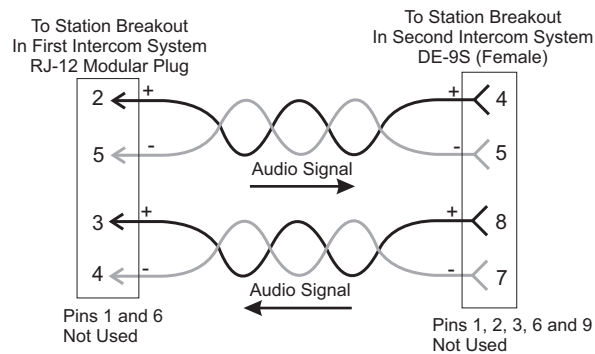 To Station Breakout
In First Intercom System
RJ-12 Modular Plug
To Station Breakout
In Second Intercom System
DE-9S (Female)
2
+
+
4
5
-
-
5
Audio Signal
3
+
+
8
4
-
-
7
Audio Signal
Pins 1 and 6
Not Used
Pins 1, 2, 3, 6 and 9
Not Used